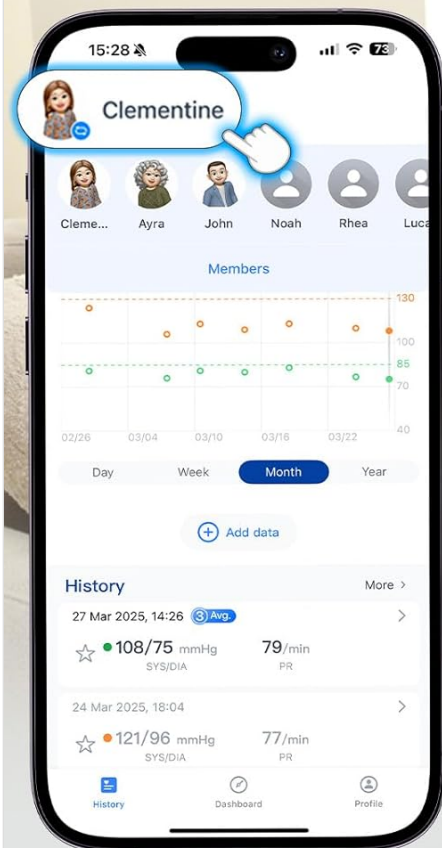 15:28 73
Clementine
Cleme... Ayra John Noah Rhea Luca
Members
130
100
85
70
40
02/26 03/04 03/10 03/16 03/22
Day Week Month Year
Add data
History More >
27 Mar 2025, 14:26 3 Avg.
108/75 mmHg 79/min
SYS/DIA PR
24 Mar 2025, 18:04
121/96 mmHg 77/min
SYS/DIA PR
History Dashboard Profile